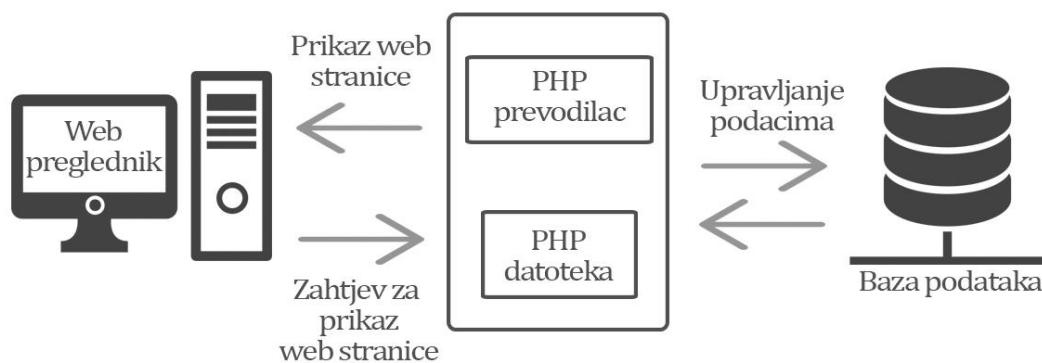 Web
preglednik
Prikaz web
stranice
Zahtjev za
prikaz
web stranice
PHP
prevodilac
PHP
datoteka
Upravljanje
podacima
Baza podataka